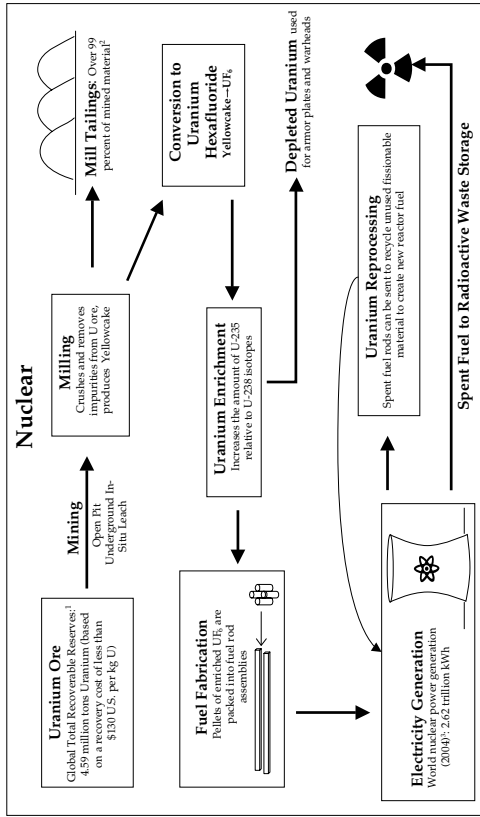 Nuclear
Uranium Ore
Global Total Recoverable Reserves:¹
4.59 million tons Uranium (based
on a recovery cost of less than
$130 U.S. per kg U)
Mining
Open Pit
Underground In-
Situ Leach
Milling
Crushes and removes
impurities from U ore,
produces Yellowcake
Mill Tailings: Over 99
percent of mined material²
Conversion to
Uranium
Hexafluoride
Yellowcake→UF₆
Uranium Enrichment
Increases the amount of U-235
relative to U-238 isotopes
Depleted Uranium used
for armor plates and warheads
Fuel Fabrication
Pellets of enriched UF₆ are
packed into fuel rod
assemblies
Electricity Generation
World nuclear power generation
(2004)³: 2.62 trillion kWh
Uranium Reprocessing
Spent fuel rods can be sent to recycle unused fissionable
material to create new reactor fuel
Spent Fuel to Radioactive Waste Storage